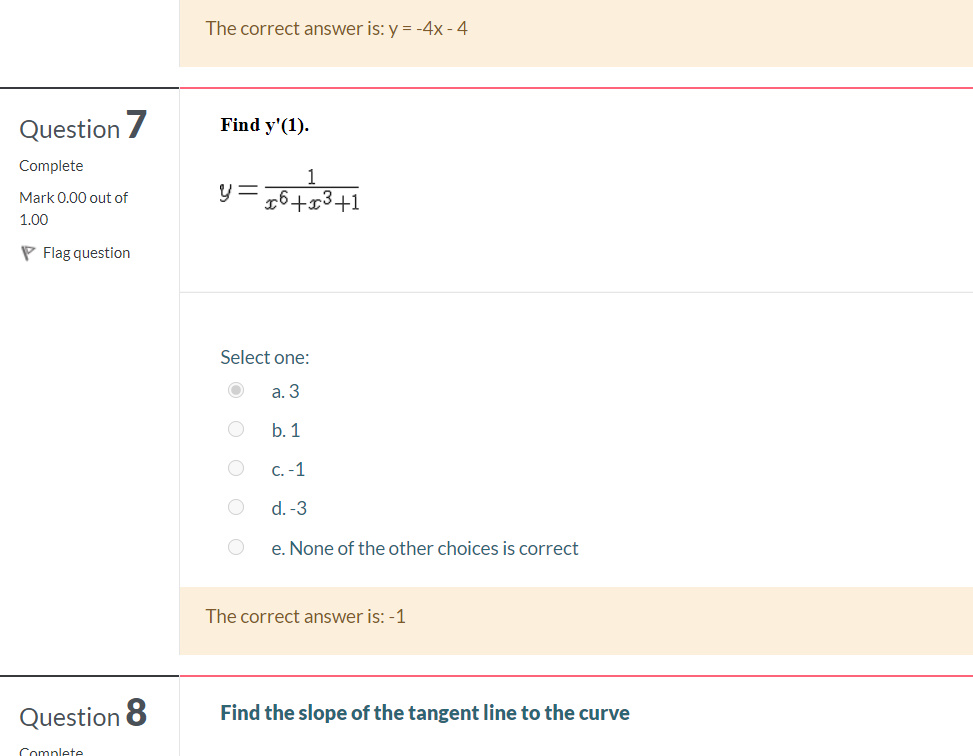 The correct answer is: y = -4x - 4
Question 7
Complete
Mark 0.00 out of
1.00
Flag question
Find y'(1).
y = 1/(x^6+x^3+1)
Select one:
a. 3
b. 1
c. -1
d. -3
e. None of the other choices is correct
The correct answer is: -1
Question 8
Complete
Find the slope of the tangent line to the curve